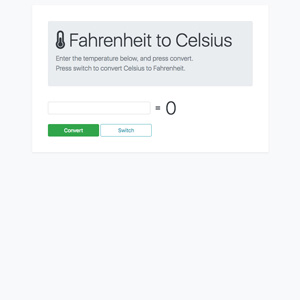 Fahrenheit to Celsius
Enter the temperature below, and press convert.
Press switch to convert Celsius to Fahrenheit.
= 0
Convert Switch